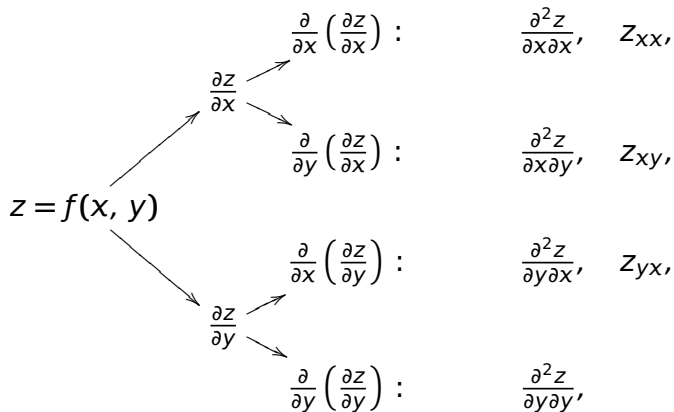 ∂/∂x (∂z/∂x) : ∂²z/∂x∂x, z_xx,
∂z/∂x
∂/∂y (∂z/∂x) : ∂²z/∂x∂y, z_xy,
z = f(x, y)
∂/∂x (∂z/∂y) : ∂²z/∂y∂x, z_yx,
∂z/∂y
∂/∂y (∂z/∂y) : ∂²z/∂y∂y,